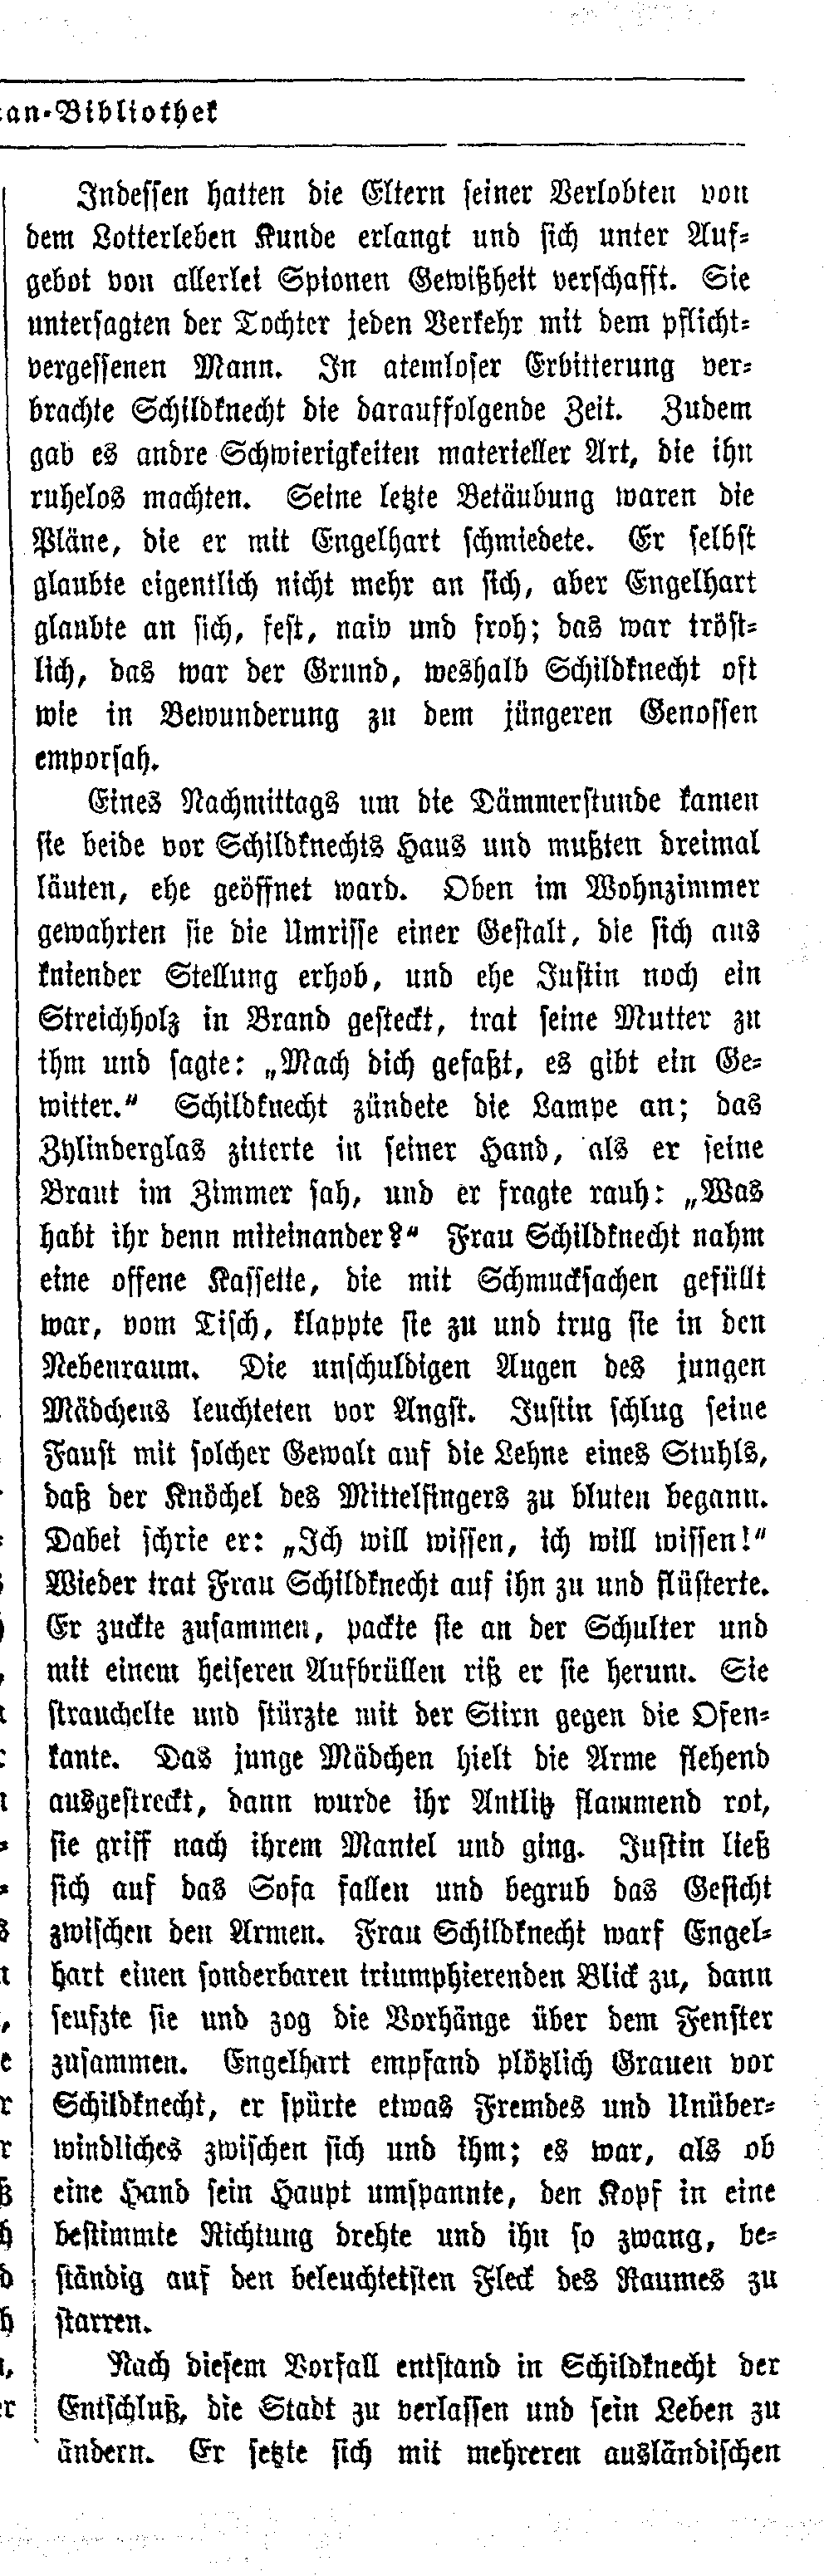 an-Bibliothek
Indessen hatten die Eltern seiner Verlobten von
dem Lotterleben Kunde erlangt und sich unter Auf-
gebot von allerlei Spionen Gewißheit verschafft. Sie
untersagten der Tochter jeden Verkehr mit dem pflicht-
vergessenen Mann. In atemloser Erbitterung ver-
brachte Schildknecht die darauffolgende Zeit. Zudem
gab es andre Schwierigkeiten materieller Art, die ihn
ruhelos machten. Seine letzte Betäubung waren die
Pläne, die er mit Engelhart schmiedete. Er selbst
glaubte eigentlich nicht mehr an sich, aber Engelhart
glaubte an sich, fest, naiv und froh; das war tröst-
lich, das war der Grund, weshalb Schildknecht oft
wie in Bewunderung zu dem jüngeren Genossen
emporsah.
Eines Nachmittags um die Dämmerstunde kamen
sie beide vor Schildknechts Haus und mußten dreimal
läuten, ehe geöffnet ward. Oben im Wohnzimmer
gewahrten sie die Umrisse einer Gestalt, die sich aus
kniender Stellung erhob, und ehe Justin noch ein
Streichholz in Brand gesteckt, trat seine Mutter zu
ihm und sagte: „Mach dich gefaßt, es gibt ein Ge-
witter.“ Schildknecht zündete die Lampe an; das
Zylinderglas zitterte in seiner Hand, als er seine
Braut im Zimmer sah, und er fragte rauh: „Was
habt ihr denn miteinander?“ Frau Schildknecht nahm
eine offene Kassette, die mit Schmucksachen gefüllt
war, vom Tisch, klappte sie zu und trug sie in den
Nebenraum. Die unschuldigen Augen des jungen
Mädchens leuchteten vor Angst. Justin schlug seine
Faust mit solcher Gewalt auf die Lehne eines Stuhls,
daß der Knöchel des Mittelfingers zu bluten begann.
Dabei schrie er: „Ich will wissen, ich will wissen!“
Wieder trat Frau Schildknecht auf ihn zu und flüsterte.
Er zuckte zusammen, packte sie an der Schulter und
mit einem heiseren Aufbrüllen riß er sie herum. Sie
strauchelte und stürzte mit der Stirn gegen die Ofen-
kante. Das junge Mädchen hielt die Arme flehend
ausgestreckt, dann wurde ihr Antlitz flammend rot,
sie griff nach ihrem Mantel und ging. Justin ließ
sich auf das Sofa fallen und begrub das Gesicht
zwischen den Armen. Frau Schildknecht warf Engel-
hart einen sonderbaren triumphierenden Blick zu, dann
seufzte sie und zog die Vorhänge über dem Fenster
zusammen. Engelhart empfand plötzlich Grauen vor
Schildknecht, er spürte etwas Fremdes und Unüber-
windliches zwischen sich und ihm; es war, als ob
eine Hand sein Haupt umspannte, den Kopf in eine
bestimmte Richtung drehte und ihn so zwang, be-
ständig auf den beleuchtetsten Fleck des Raumes zu
starren.
Nach diesem Vorfall entstand in Schildknecht der
Entschluß, die Stadt zu verlassen und sein Leben zu
ändern. Er setzte sich mit mehreren ausländischen